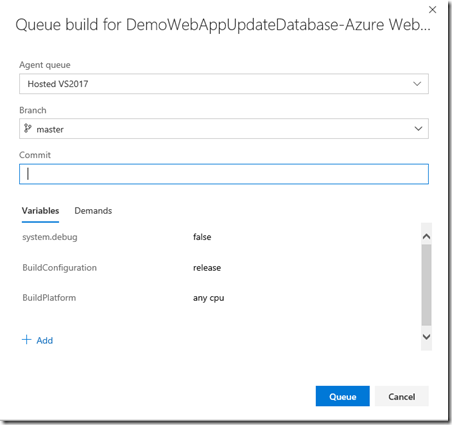 Queue build for DemoWebAppUpdateDatabase-Azure Web...
Agent queue
Hosted VS2017
Branch
master
Commit
Variables Demands
system.debug false
BuildConfiguration release
BuildPlatform any cpu
+ Add
Queue Cancel